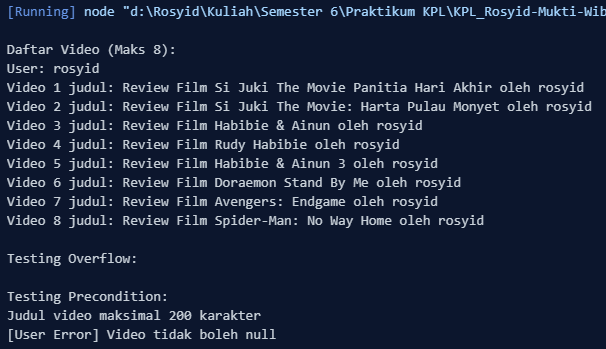 [Running] node "d:\Rosyid\Kuliah\Semester 6\Praktikum KPL\KPL_Rosyid-Mukti-Wib
Daftar Video (Maks 8):
User: rosyid
Video 1 judul: Review Film Si Juki The Movie Panitia Hari Akhir oleh rosyid
Video 2 judul: Review Film Si Juki The Movie: Harta Pulau Monyet oleh rosyid
Video 3 judul: Review Film Habibie & Ainun oleh rosyid
Video 4 judul: Review Film Rudy Habibie oleh rosyid
Video 5 judul: Review Film Habibie & Ainun 3 oleh rosyid
Video 6 judul: Review Film Doraemon Stand By Me oleh rosyid
Video 7 judul: Review Film Avengers: Endgame oleh rosyid
Video 8 judul: Review Film Spider-Man: No Way Home oleh rosyid
Testing Overflow:
Testing Precondition:
Judul video maksimal 200 karakter
[User Error] Video tidak boleh null